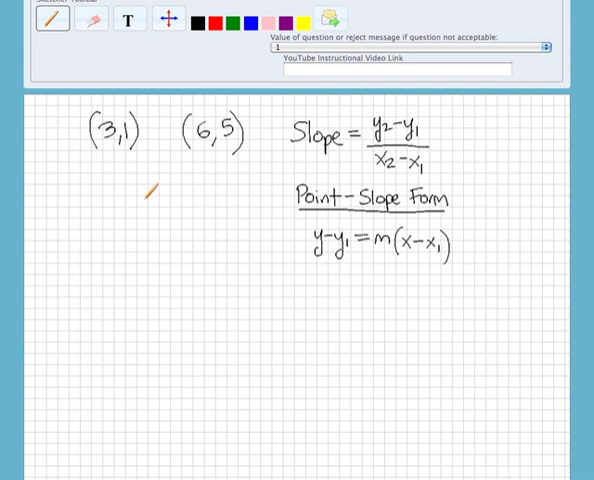 T
Value of question or reject message if question not acceptable:
1
YouTube Instructional Video Link
(3,1) (6,5) Slope = y₂-y₁
x₂-x₁
Point-Slope Form
y-y₁=m(x-x₁)